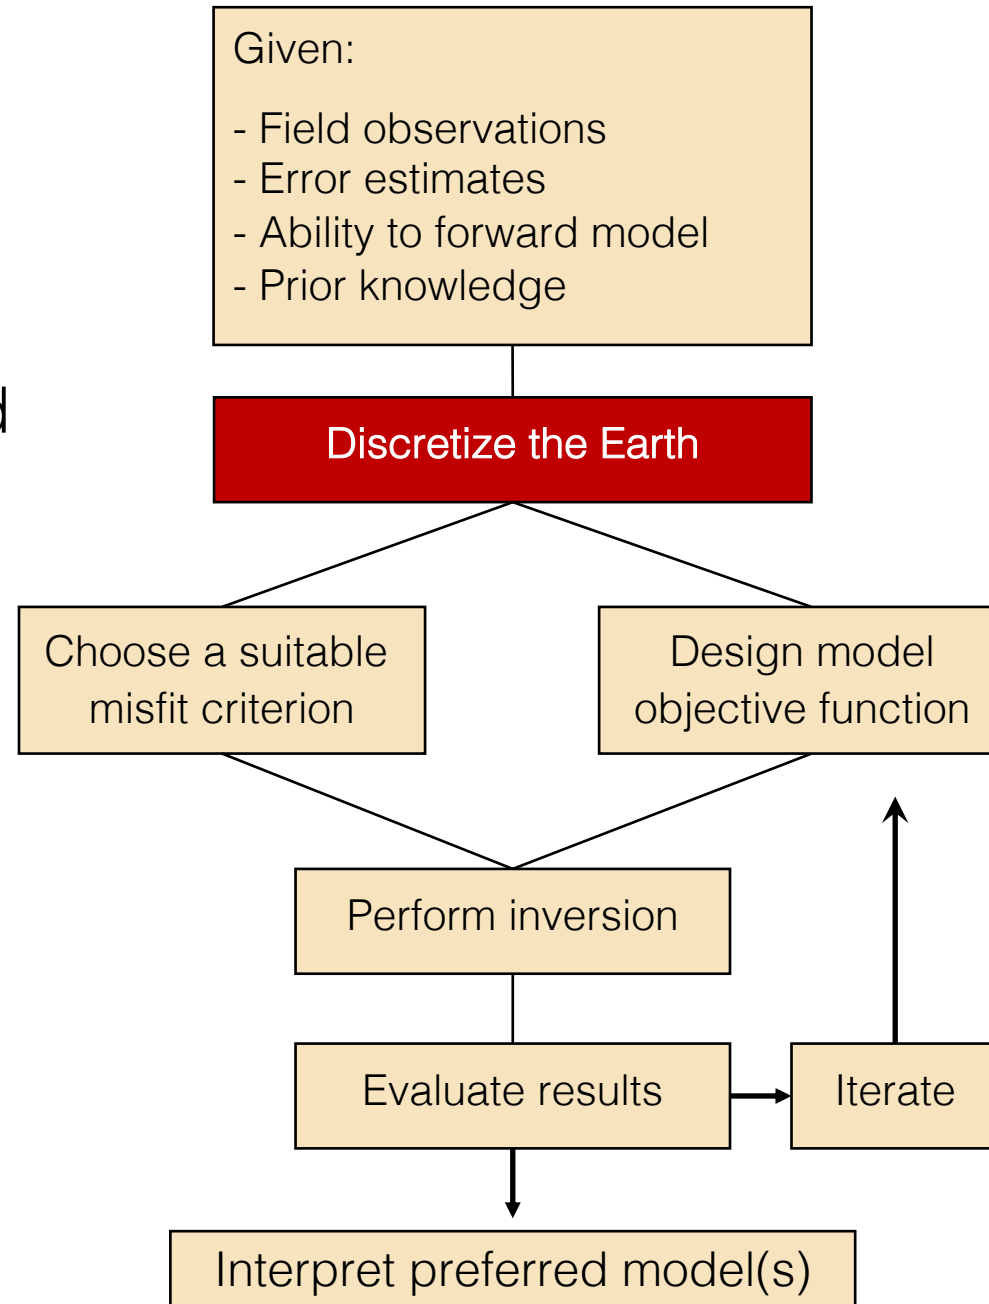 Given:
- Field observations
- Error estimates
- Ability to forward model
- Prior knowledge
d
Discretize the Earth
Choose a suitable
misfit criterion
Design model
objective function
Perform inversion
Evaluate results
Iterate
Interpret preferred model(s)